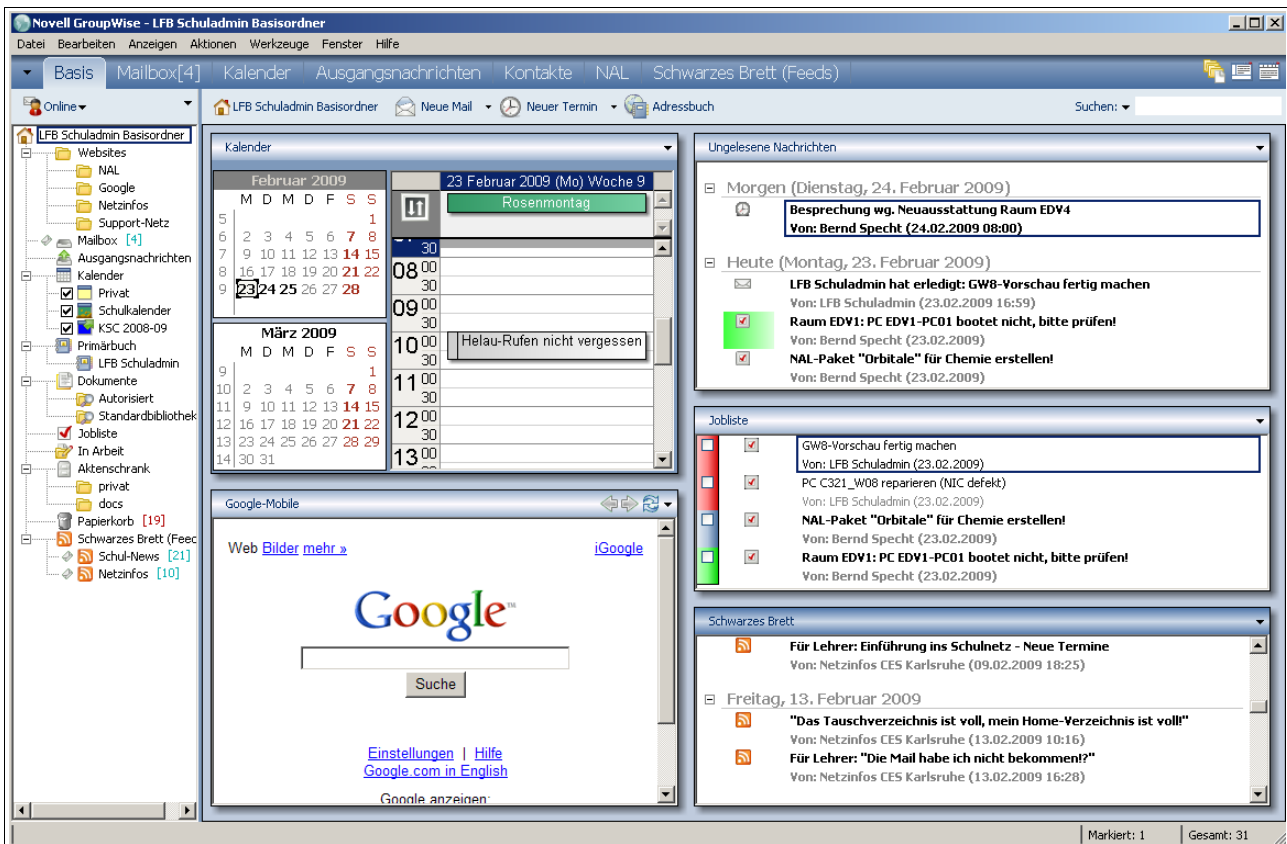 Novell GroupWise - LFB Schuladmin Basisordner
Datei Bearbeiten Anzeigen Aktionen Werkzeuge Fenster Hilfe
Basis Mailbox[4] Kalender Ausgangsnachrichten Kontakte NAL Schwarzes Brett (Feeds)
Online LFB Schuladmin Basisordner Neue Mail Neuer Termin Adressbuch Suchen:
LFB Schuladmin Basisordner
Websites
NAL
Google
Netzinfos
Support-Netz
Mailbox [4]
Ausgangsnachrichten
Kalender
Privat
Schulkalender
KSC 2008-09
Primärbuch
LFB Schuladmin
Dokumente
Autorisiert
Standardbibliothek
Jobliste
In Arbeit
Aktenschrank
privat
docs
Papierkorb [19]
Schwarzes Brett (Feec
Schul-News [21]
Netzinfos [10]
Kalender
Februar 2009
M D M D F S S
5 1
6 2 3 4 5 6 7 8
7 9 10 11 12 13 14 15
8 16 17 18 19 20 21 22
9 23 24 25 26 27 28
März 2009
M D M D F S S
9 1
10 2 3 4 5 6 7 8
11 9 10 11 12 13 14 15
12 16 17 18 19 20 21 22
13 23 24 25 26 27 28 29
14 30 31
23 Februar 2009 (Mo) Woche 9
Rosenmontag
30
08 00
30
09 00
30
10 00 Helau-Rufen nicht vergessen
30
11 00
30
12 00
30
13 00
Google-Mobile
Web Bilder mehr » iGoogle
Google™
Suche
Einstellungen | Hilfe
Google.com in English
Google anzeigen:
Ungelesene Nachrichten
Morgen (Dienstag, 24. Februar 2009)
Besprechung wg. Neuausstattung Raum EDV4
Von: Bernd Specht (24.02.2009 08:00)
Heute (Montag, 23. Februar 2009)
LFB Schuladmin hat erledigt: GW8-Vorschau fertig machen
Von: LFB Schuladmin (23.02.2009 16:59)
Raum EDV1: PC EDV1-PC01 bootet nicht, bitte prüfen!
Von: Bernd Specht (23.02.2009)
NAL-Paket "Orbitale" für Chemie erstellen!
Von: Bernd Specht (23.02.2009)
Jobliste
GW8-Vorschau fertig machen
Von: LFB Schuladmin (23.02.2009)
PC C321_W08 reparieren (NIC defekt)
Von: LFB Schuladmin (23.02.2009)
NAL-Paket "Orbitale" für Chemie erstellen!
Von: Bernd Specht (23.02.2009)
Raum EDV1: PC EDV1-PC01 bootet nicht, bitte prüfen!
Von: Bernd Specht (23.02.2009)
Schwarzes Brett
Für Lehrer: Einführung ins Schulnetz - Neue Termine
Von: Netzinfos CES Karlsruhe (09.02.2009 18:25)
Freitag, 13. Februar 2009
"Das Tauschverzeichnis ist voll, mein Home-Verzeichnis ist voll!"
Von: Netzinfos CES Karlsruhe (13.02.2009 10:16)
Für Lehrer: "Die Mail habe ich nicht bekommen!?"
Von: Netzinfos CES Karlsruhe (13.02.2009 16:28)
Markiert: 1 Gesamt: 31